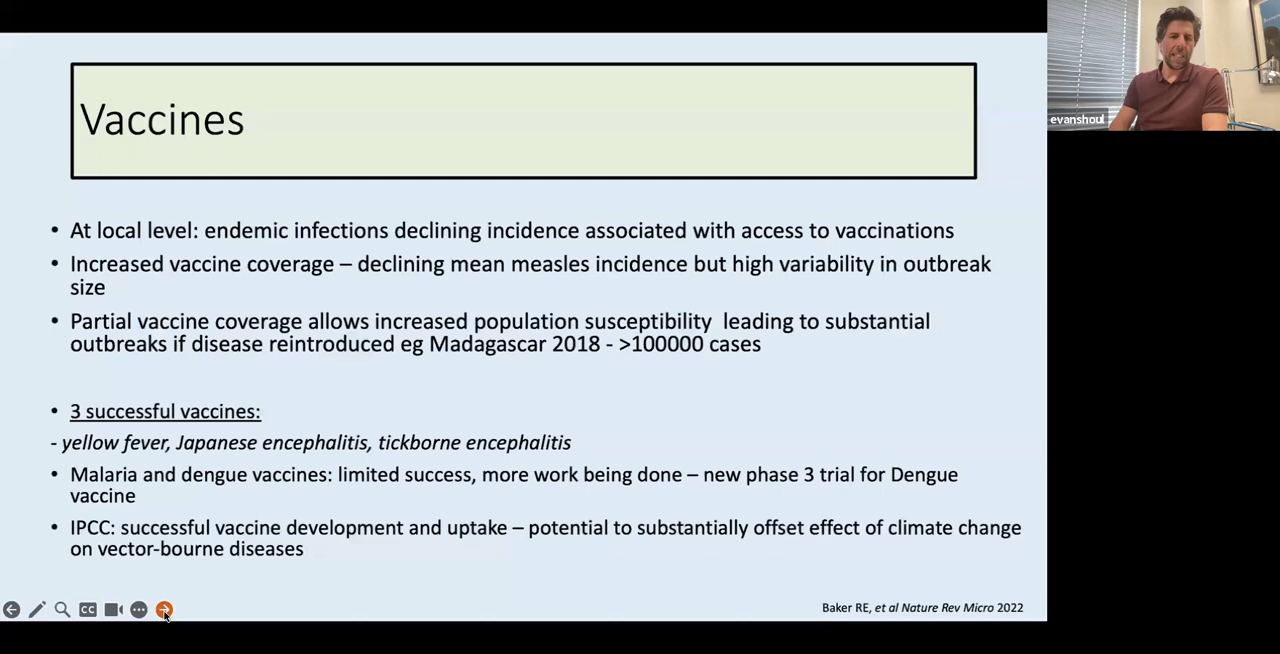 Vaccines
• At local level: endemic infections declining incidence associated with access to vaccinations
• Increased vaccine coverage – declining mean measles incidence but high variability in outbreak
size
• Partial vaccine coverage allows increased population susceptibility leading to substantial
outbreaks if disease reintroduced eg Madagascar 2018 - >100000 cases
• 3 successful vaccines:
- yellow fever, Japanese encephalitis, tickborne encephalitis
• Malaria and dengue vaccines: limited success, more work being done – new phase 3 trial for Dengue
vaccine
• IPCC: successful vaccine development and uptake – potential to substantially offset effect of climate change
on vector-bourne diseases
Baker RE, et al Nature Rev Micro 2022
CC
evanshoul